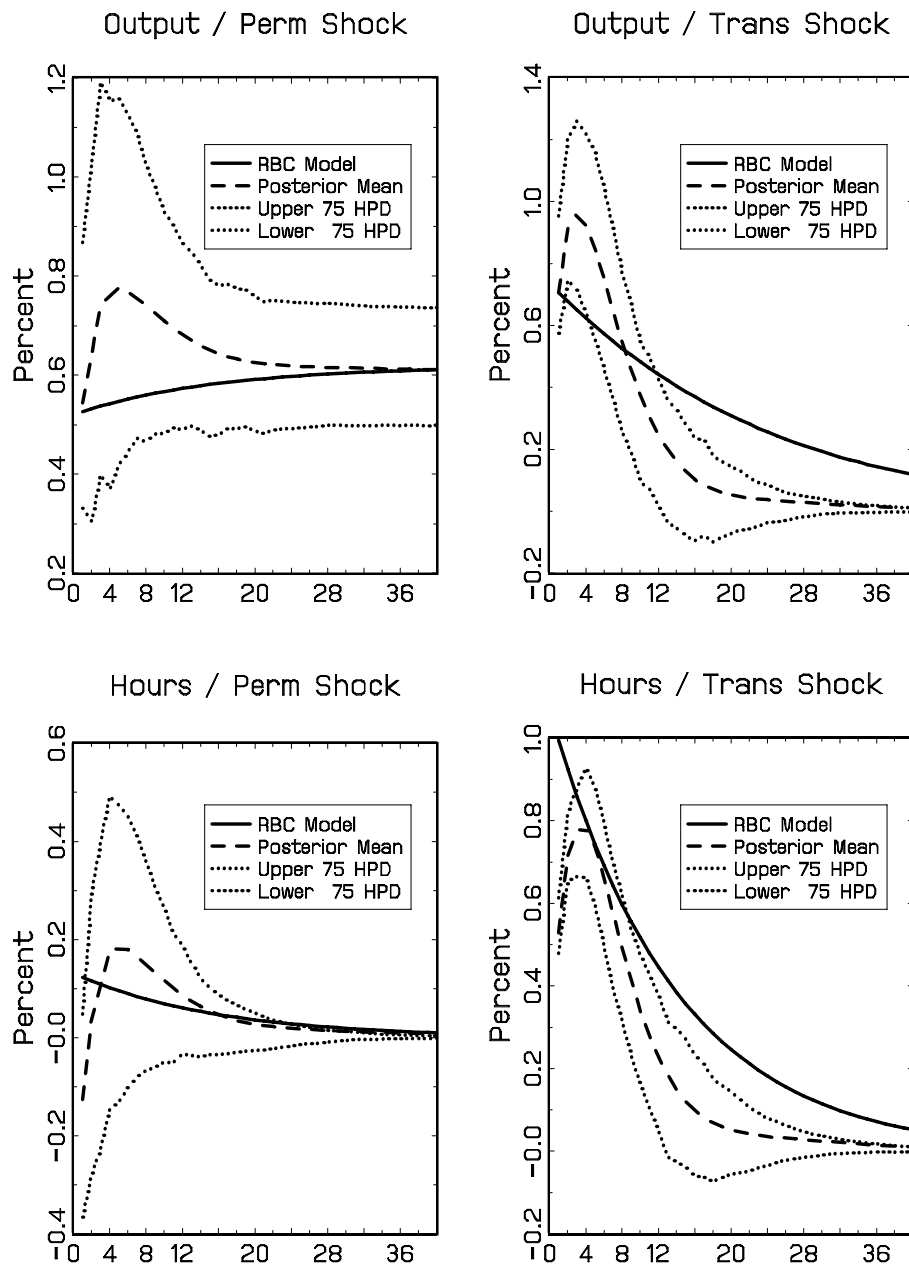 Output / Perm Shock
Percent
0.2 0.4 0.6 0.8 1.0 1.2
RBC Model
Posterior Mean
Upper 75 HPD
Lower 75 HPD
0 4 8 12 20 28 36
Output / Trans Shock
Percent
-0.2 0.2 0.6 1.0 1.4
RBC Model
Posterior Mean
Upper 75 HPD
Lower 75 HPD
0 4 8 12 20 28 36
Hours / Perm Shock
Percent
-0.4 -0.2 -0.0 0.2 0.4 0.6
RBC Model
Posterior Mean
Upper 75 HPD
Lower 75 HPD
0 4 8 12 20 28 36
Hours / Trans Shock
Percent
-0.2 -0.0 0.2 0.4 0.6 0.8 1.0
RBC Model
Posterior Mean
Upper 75 HPD
Lower 75 HPD
0 4 8 12 20 28 36